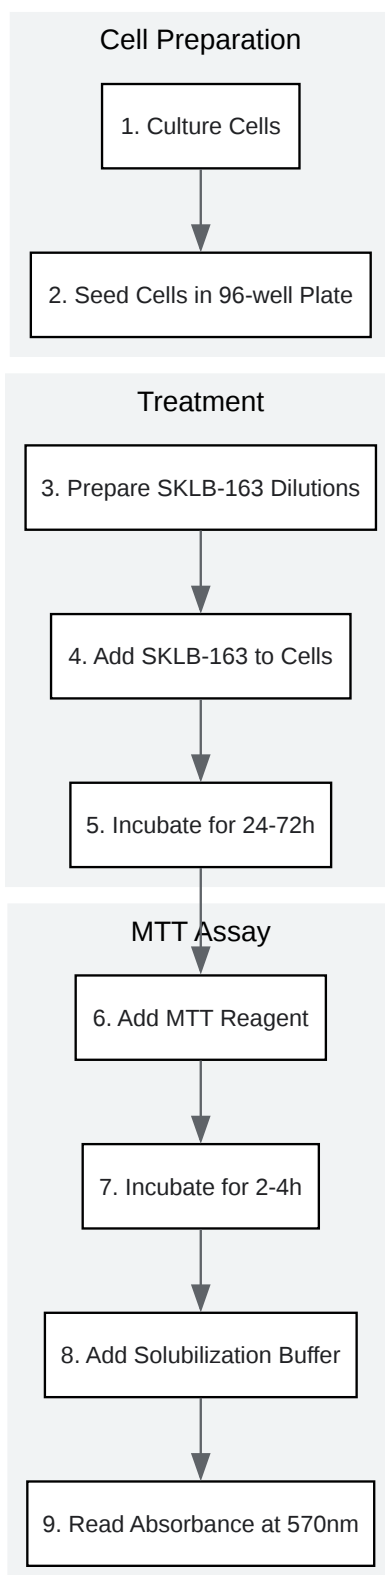 Cell Preparation
1. Culture Cells
2. Seed Cells in 96-well Plate
Treatment
3. Prepare SKLB-163 Dilutions
4. Add SKLB-163 to Cells
5. Incubate for 24-72h
MTT Assay
6. Add MTT Reagent
7. Incubate for 2-4h
8. Add Solubilization Buffer
9. Read Absorbance at 570nm